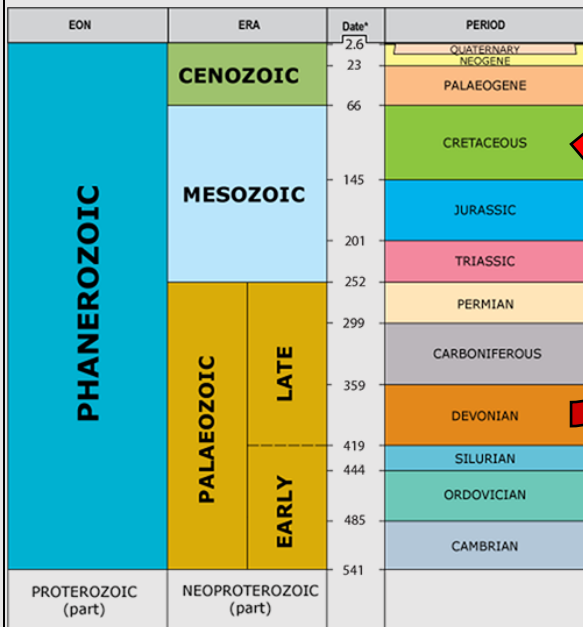 EON ERA Date* PERIOD
2.6
QUATERNARY
NEOGENE
23
CENOZOIC
PALAEOGENE
66
CRETACEOUS
145
MESOZOIC
JURASSIC
201
TRIASSIC
252
PERMIAN
299
CARBONIFEROUS
359
DEVONIAN
419
SILURIAN
444
ORDOVICIAN
485
CAMBRIAN
541
PHANEROZOIC
PALAEOZOIC
LATE
EARLY
PROTEROZOIC
(part)
NEOPROTEROZOIC
(part)